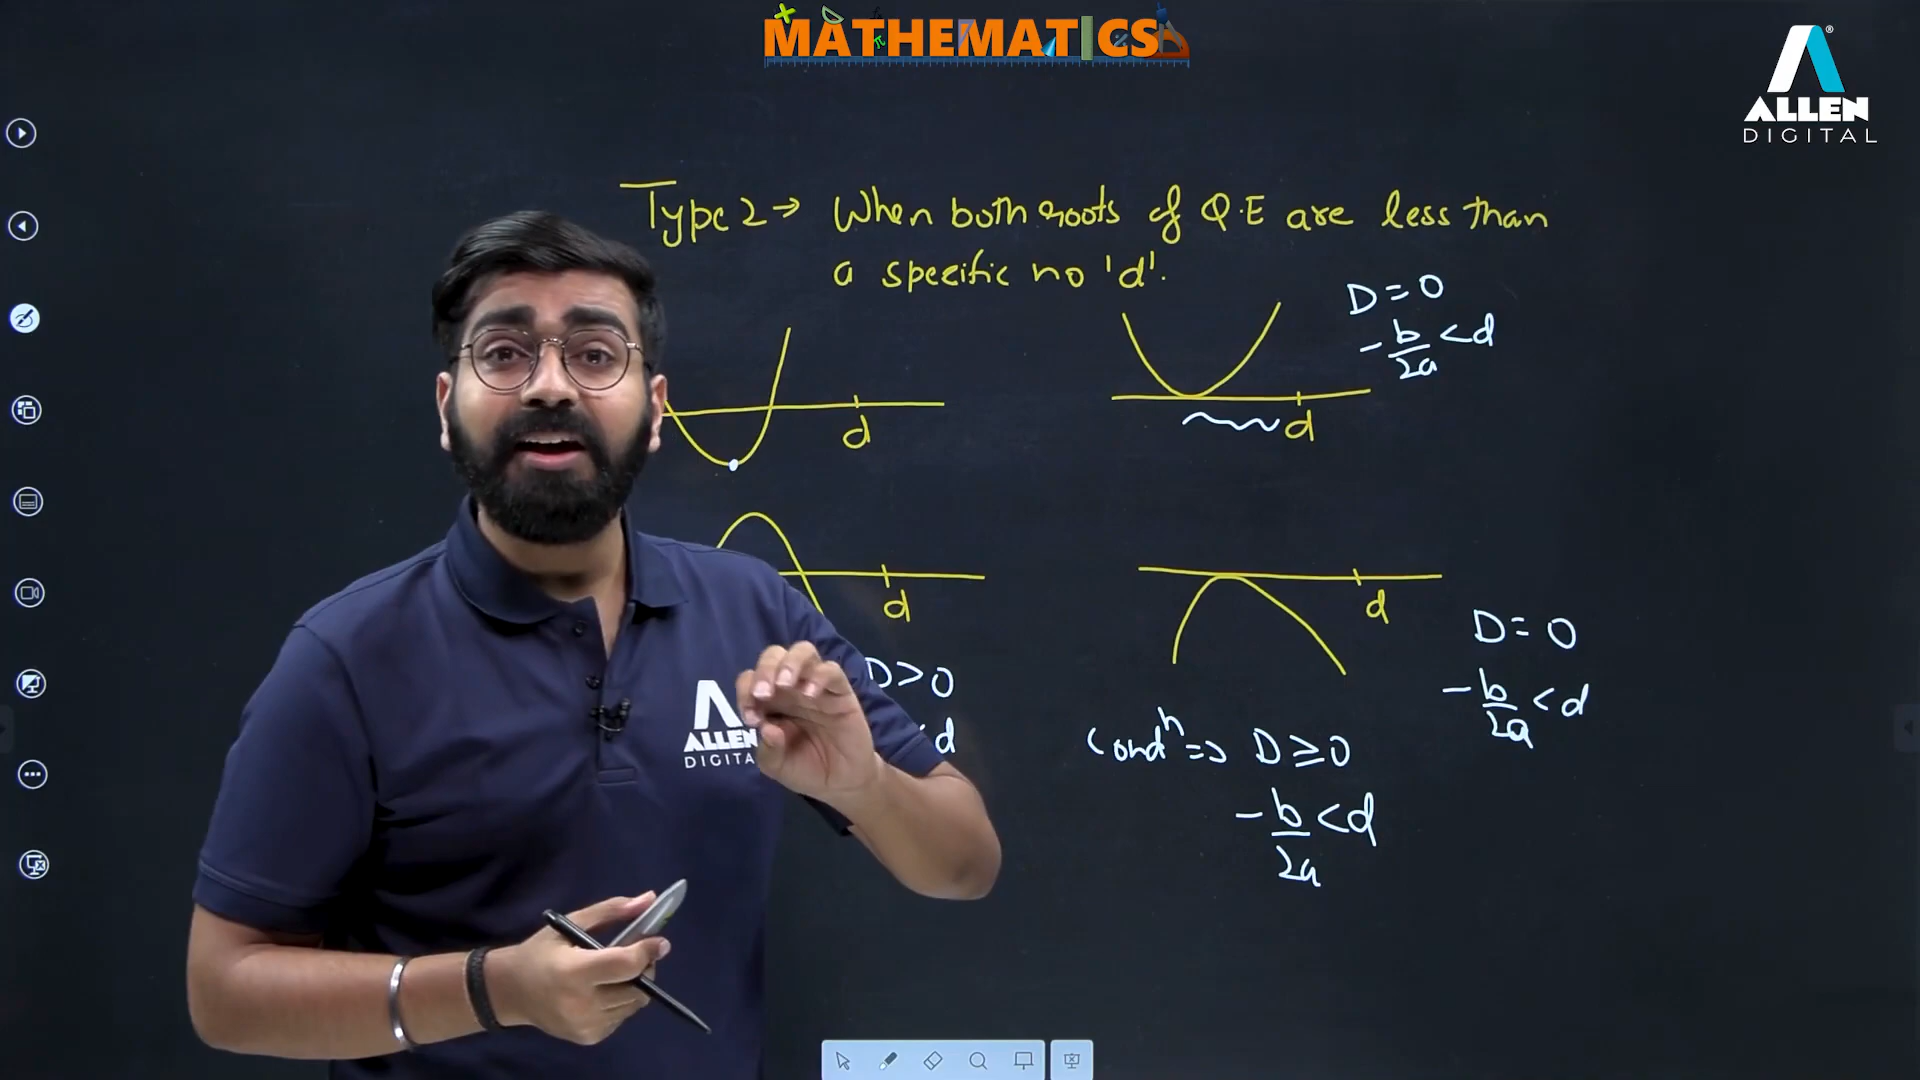 MATHEMATICS
ALLEN
DIGITAL
Type 2 → When both roots of Q.E are less than
a specific no 'd'.
D = 0
-b/2a < d
d
d
d
d
D > 0
d
D = 0
-b/2a < d
Condⁿ ⇒ D ≥ 0
-b/2a < d
ALLEN
DIGITA